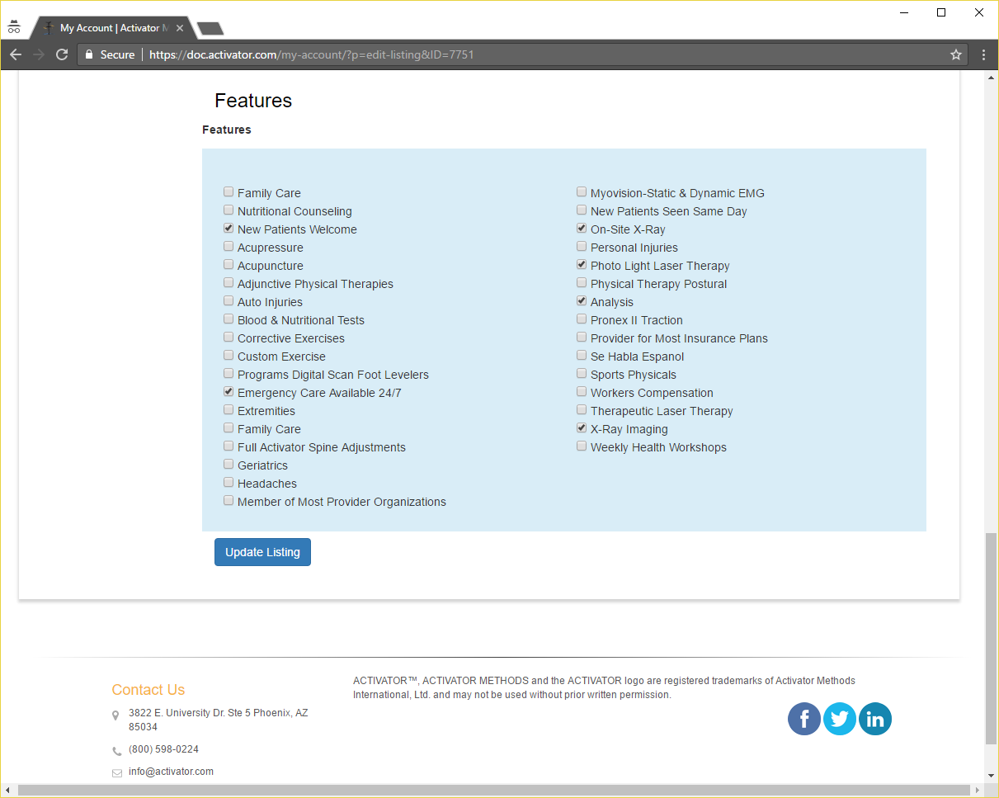 My Account | Activator M
Secure | https://doc.activator.com/my-account/?p=edit-listing&ID=7751
Features
Features
Family Care
Nutritional Counseling
New Patients Welcome
Acupressure
Acupuncture
Adjunctive Physical Therapies
Auto Injuries
Blood & Nutritional Tests
Corrective Exercises
Custom Exercise
Programs Digital Scan Foot Levelers
Emergency Care Available 24/7
Extremities
Family Care
Full Activator Spine Adjustments
Geriatrics
Headaches
Member of Most Provider Organizations
Myovision-Static & Dynamic EMG
New Patients Seen Same Day
On-Site X-Ray
Personal Injuries
Photo Light Laser Therapy
Physical Therapy Postural
Analysis
Pronex II Traction
Provider for Most Insurance Plans
Se Habla Espanol
Sports Physicals
Workers Compensation
Therapeutic Laser Therapy
X-Ray Imaging
Weekly Health Workshops
Update Listing
Contact Us
3822 E. University Dr. Ste 5 Phoenix, AZ
85034
(800) 598-0224
info@activator.com
ACTIVATOR™, ACTIVATOR METHODS and the ACTIVATOR logo are registered trademarks of Activator Methods
International, Ltd. and may not be used without prior written permission.
f
in